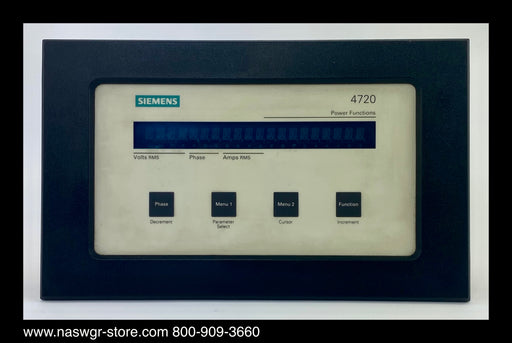 SIEMENS
4720
Power Functions
Volts RMS Phase Amps RMS
Phase Menu 1 Menu 2 Function
Decrement Parameter Select Cursor Increment
www.naswgr-store.com 800-909-3660